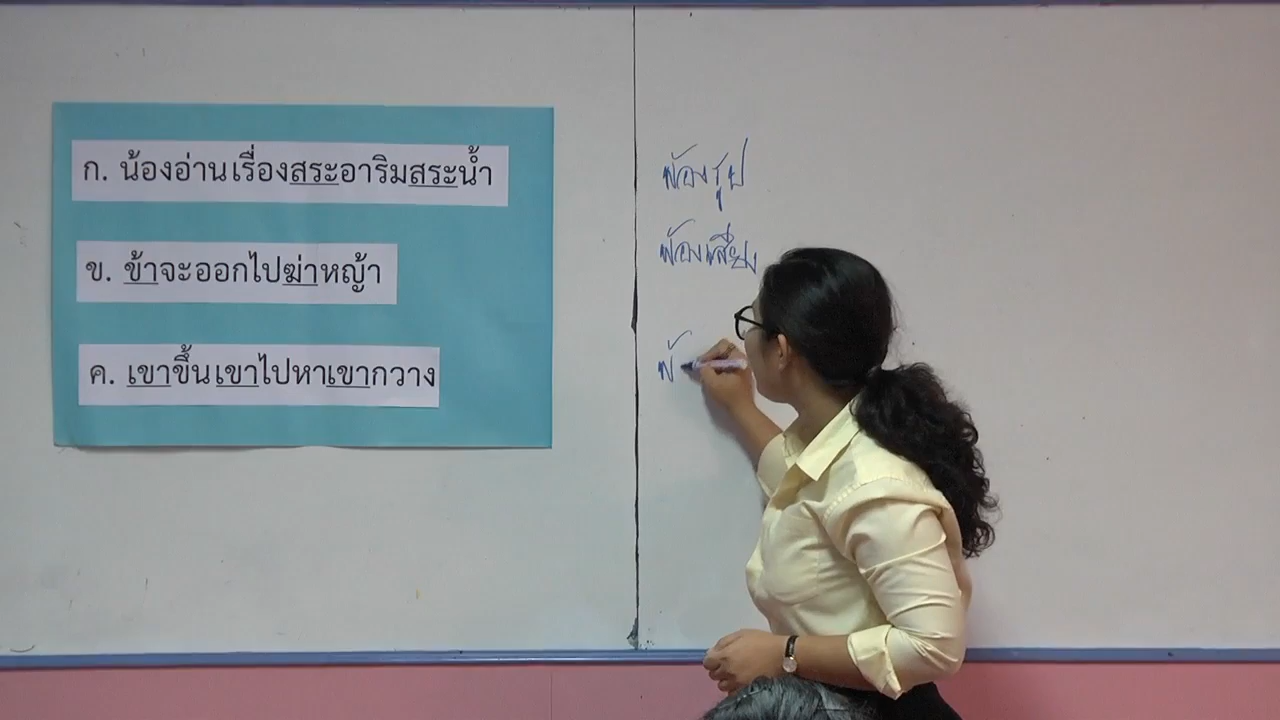 ก. น้องอ่านเรื่องสระอาริมสระน้ำ
ข. ข้าจะออกไปฆ่าหญ้า
ค. เขาขึ้นเขาไปหาเขากวาง
พ้องรูป
พ้องเสียง
พ้